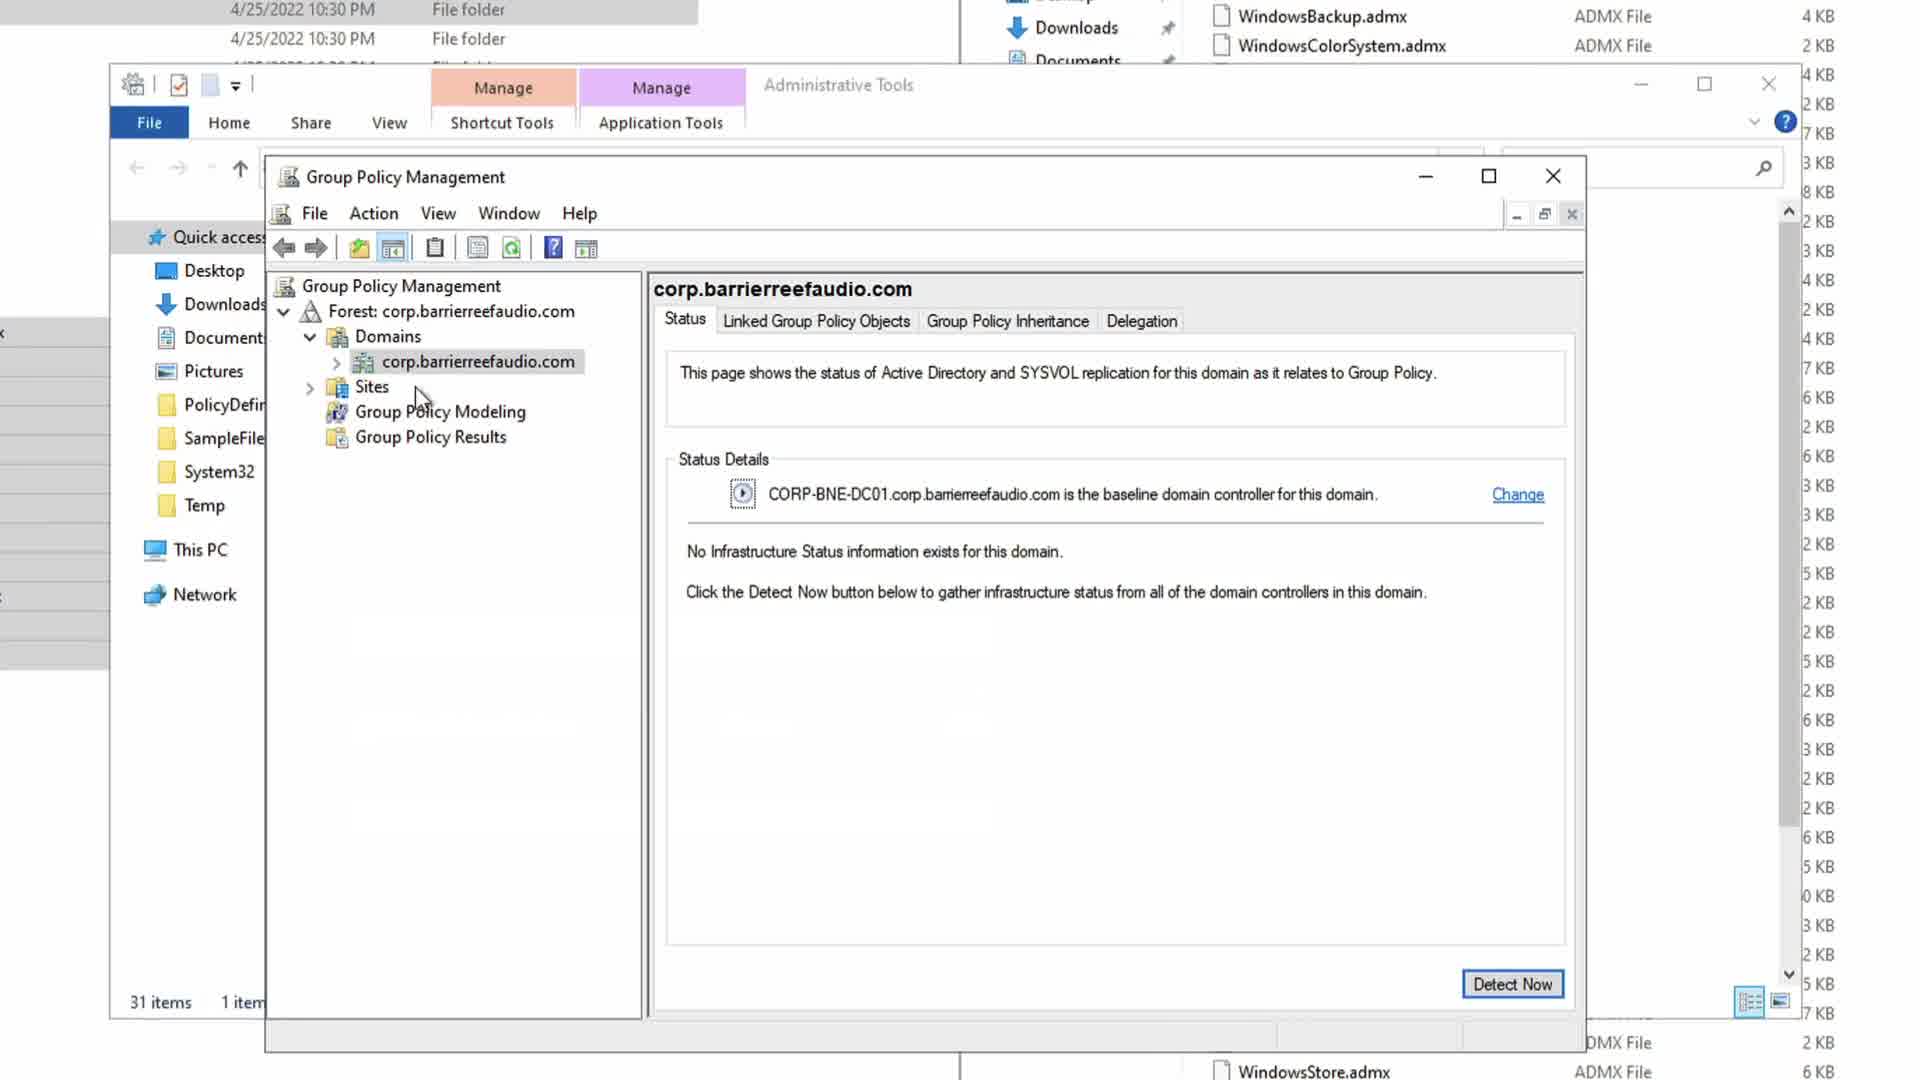 4/25/2022 10:30 PM File folder
4/25/2022 10:30 PM File folder
Downloads
Documents
WindowsBackup.admx ADMX File 4 KB
WindowsColorSystem.admx ADMX File 2 KB
Manage Manage Administrative Tools
File Home Share View Shortcut Tools Application Tools
Group Policy Management
File Action View Window Help
Quick access
Desktop
Downloads
Documents
Pictures
PolicyDefin
SampleFile
System32
Temp
This PC
Network
31 items 1 item
Group Policy Management
Forest: corp.barrierreefaudio.com
Domains
corp.barrierreefaudio.com
Sites
Group Policy Modeling
Group Policy Results
corp.barrierreefaudio.com
Status Linked Group Policy Objects Group Policy Inheritance Delegation
This page shows the status of Active Directory and SYSVOL replication for this domain as it relates to Group Policy.
Status Details
CORP-BNE-DC01.corp.barrierreefaudio.com is the baseline domain controller for this domain. Change
No Infrastructure Status information exists for this domain.
Click the Detect Now button below to gather infrastructure status from all of the domain controllers in this domain.
Detect Now
4 KB
2 KB
7 KB
3 KB
8 KB
2 KB
3 KB
2 KB
2 KB
4 KB
2 KB
6 KB
2 KB
6 KB
3 KB
3 KB
2 KB
5 KB
2 KB
2 KB
5 KB
2 KB
6 KB
3 KB
2 KB
2 KB
6 KB
5 KB
0 KB
3 KB
2 KB
5 KB
7 KB
DMX File 2 KB
WindowsStore.admx ADMX File 6 KB